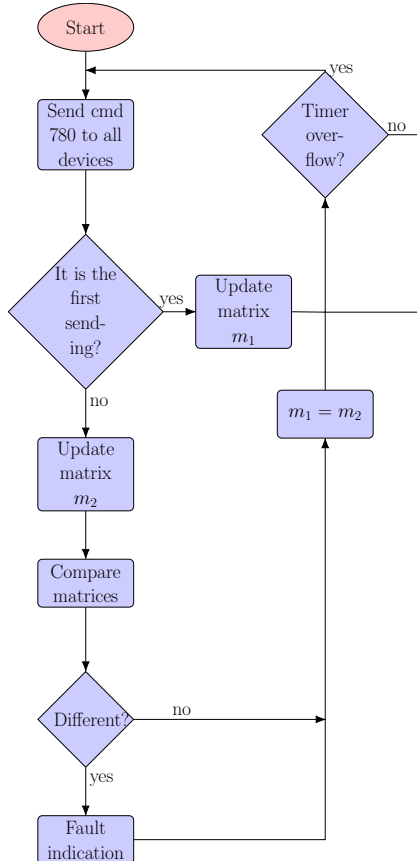 Start
yes
Send cmd
780 to all
devices
Timer
over-
flow?
no
It is the
first
send-
ing?
yes
Update
matrix
m₁
no
m₁ = m₂
Update
matrix
m₂
Compare
matrices
Different?
no
yes
Fault
indication